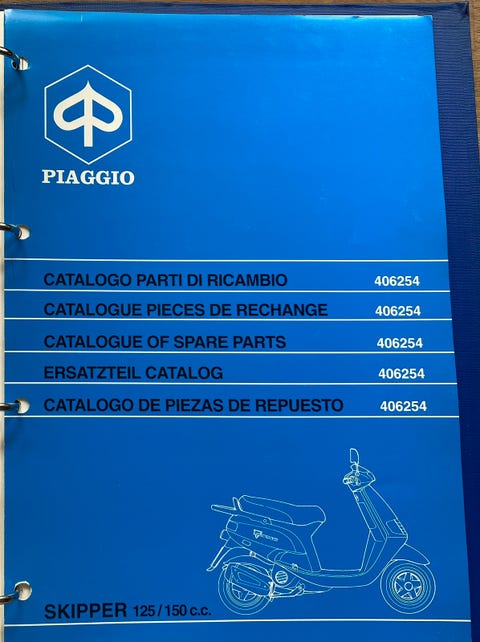 PIAGGIO
CATALOGO PARTI DI RICAMBIO 406254
CATALOGUE PIECES DE RECHANGE 406254
CATALOGUE OF SPARE PARTS 406254
ERSATZTEIL CATALOG 406254
CATALOGO DE PIEZAS DE REPUESTO 406254
SKIPPER 125/150 c.c.